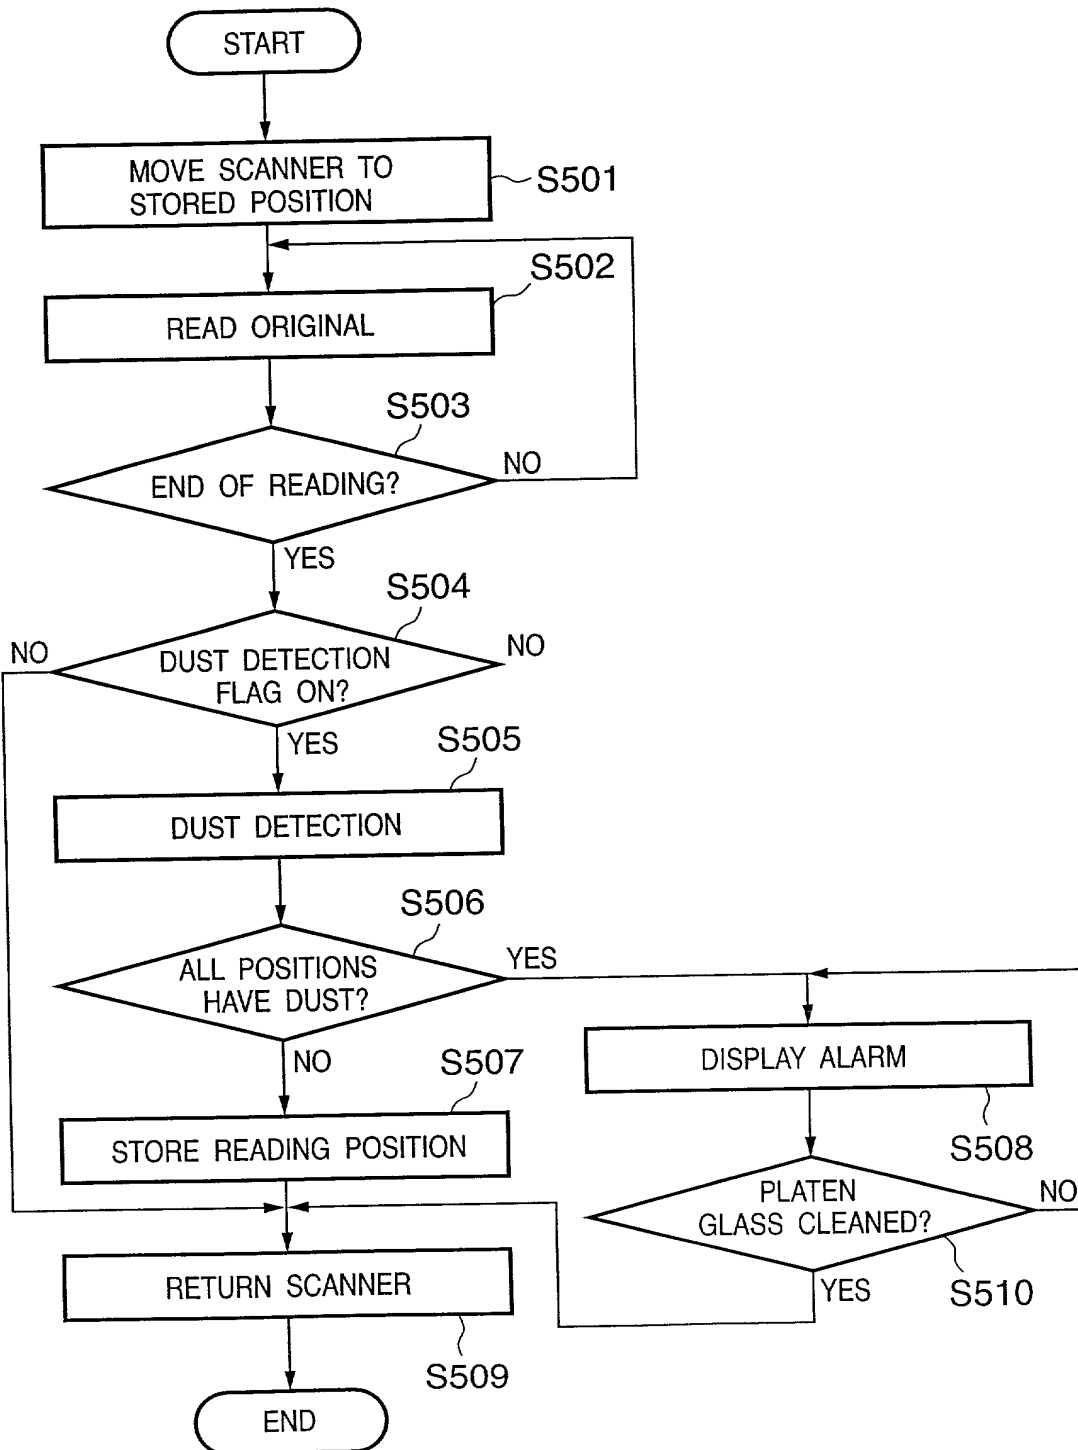 START
MOVE SCANNER TO
STORED POSITION
S501
S502
READ ORIGINAL
S503
END OF READING?
NO
YES
S504
NO
DUST DETECTION
FLAG ON?
NO
YES
S505
DUST DETECTION
S506
ALL POSITIONS
HAVE DUST?
YES
NO
DISPLAY ALARM
S507
S508
STORE READING POSITION
PLATEN
GLASS CLEANED?
NO
YES
S510
RETURN SCANNER
S509
END